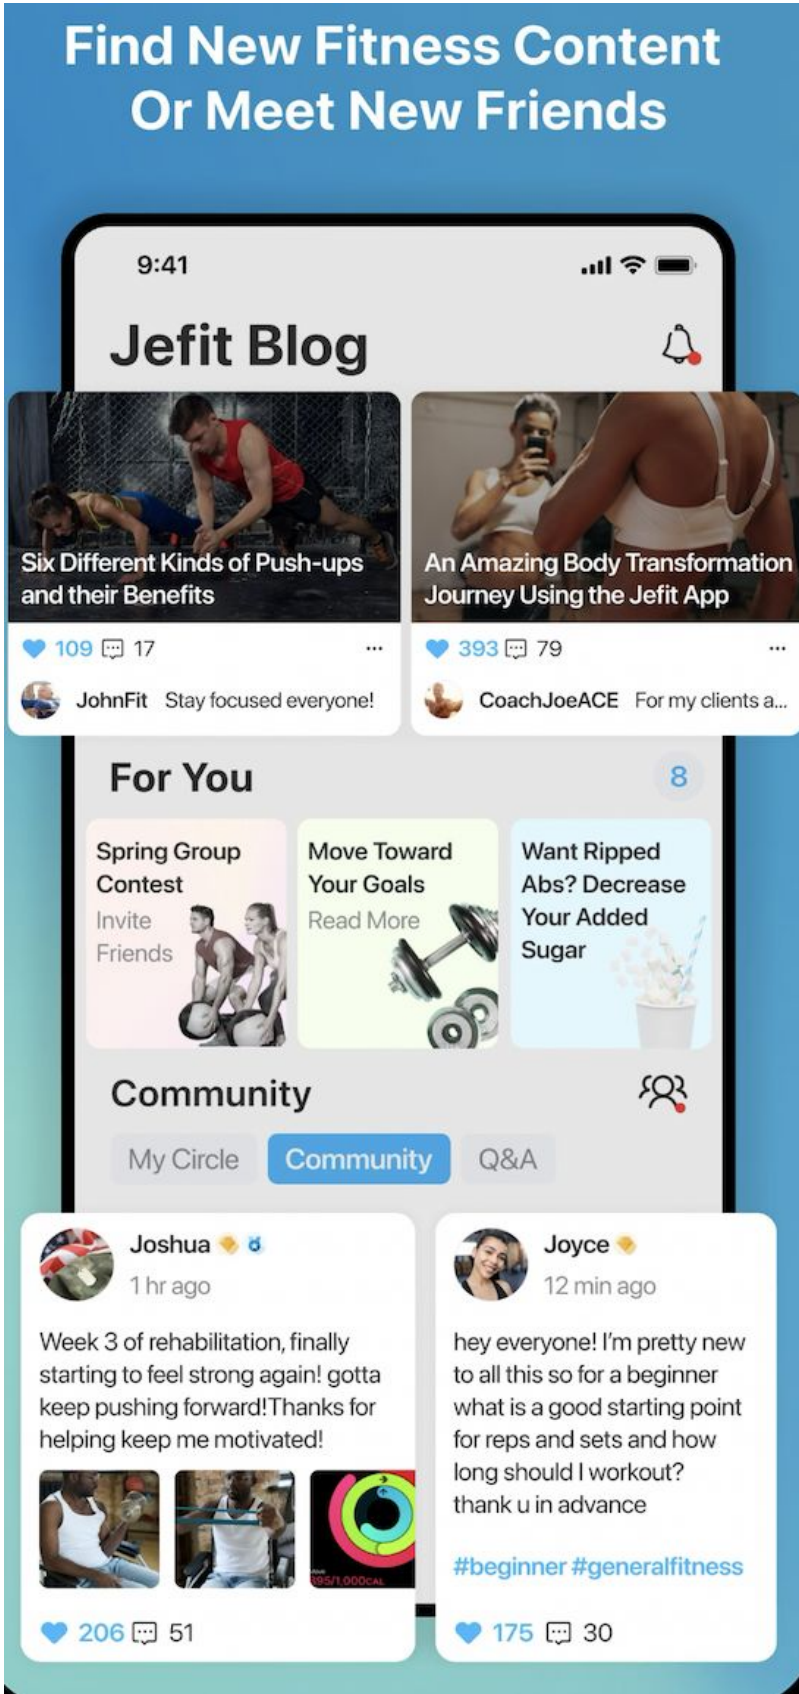 Find New Fitness Content
Or Meet New Friends
9:41
Jefit Blog
Six Different Kinds of Push-ups
and their Benefits
109 17 ...
JohnFit Stay focused everyone!
An Amazing Body Transformation
Journey Using the Jefit App
393 79 ...
CoachJoeACE For my clients a...
For You
8
Spring Group
Contest
Invite
Friends
Move Toward
Your Goals
Read More
Want Ripped
Abs? Decrease
Your Added
Sugar
Community
My Circle
Community
Q&A
Joshua
1 hr ago
Week 3 of rehabilitation, finally
starting to feel strong again! gotta
keep pushing forward!Thanks for
helping keep me motivated!
395/1,000CAL
206 51
Joyce
12 min ago
hey everyone! I'm pretty new
to all this so for a beginner
what is a good starting point
for reps and sets and how
long should I workout?
thank u in advance
#beginner #generalfitness
175 30